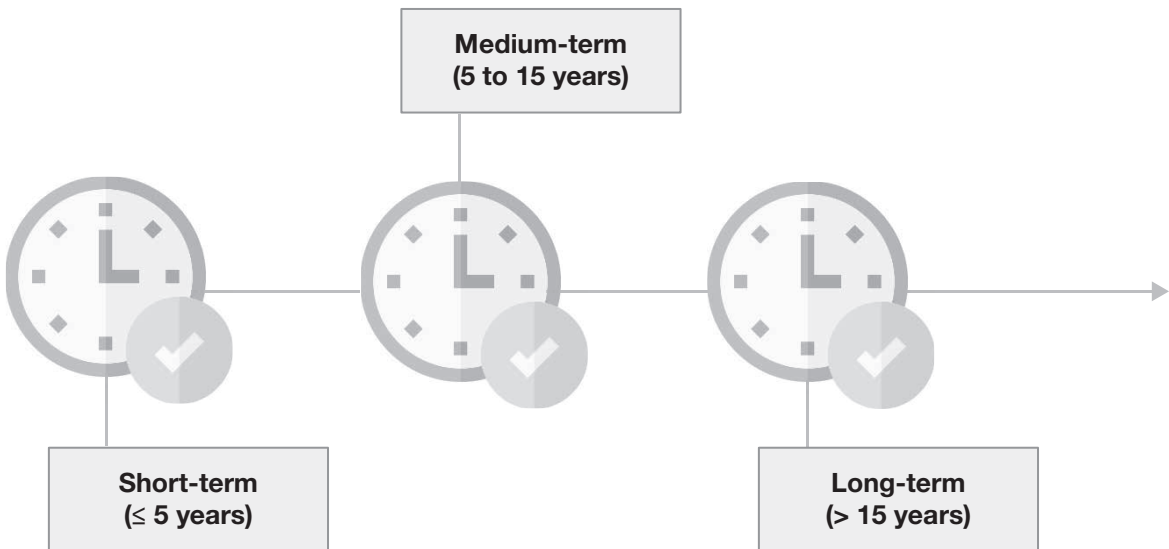 Medium-term
(5 to 15 years)
Short-term
(≤ 5 years)
Long-term
(> 15 years)